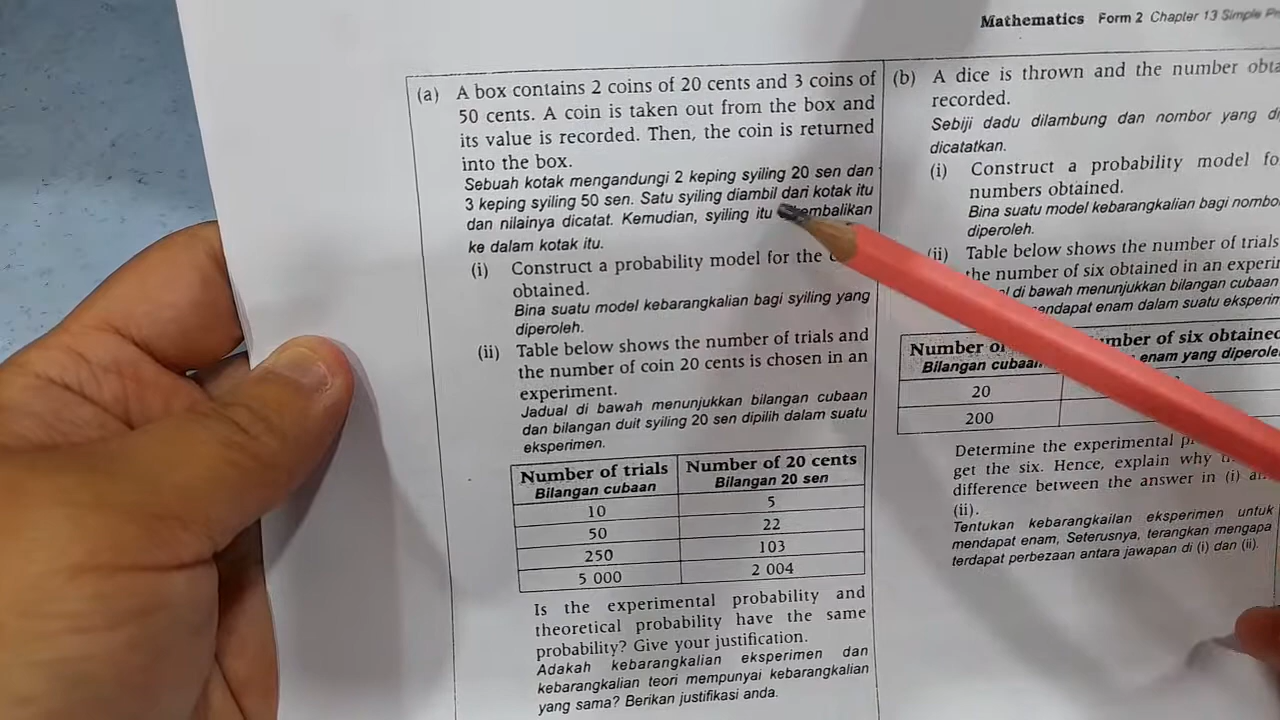 Mathematics Form 2 Chapter 13 Simple
(a) A box contains 2 coins of 20 cents and 3 coins of
50 cents. A coin is taken out from the box and
its value is recorded. Then, the coin is returned
into the box.
Sebuah kotak mengandungi 2 keping syiling 20 sen dan
3 keping syiling 50 sen. Satu syiling diambil dari kotak itu
dan nilainya dicatat. Kemudian, syiling itu
ke dalam kotak itu.
(i) Construct a probability model for the
obtained.
Bina suatu model kebarangkalian bagi syiling yang
diperoleh.
(ii) Table below shows the number of trials and
the number of coin 20 cents is chosen in an
experiment.
Jadual di bawah menunjukkan bilangan cubaan
dan bilangan duit syiling 20 sen dipilih dalam suatu
eksperimen.
Number of trials Number of 20 cents
Bilangan cubaan Bilangan 20 sen
10 5
50 22
250 103
5 000 2 004
Is the experimental probability and
theoretical probability have the same
probability? Give your justification.
Adakah kebarangkalian eksperimen dan
kebarangkalian teori mempunyai kebarangkalian
yang sama? Berikan justifikasi anda.
(b) A dice is thrown and the number
recorded.
Sebiji dadu dilambung dan nombor yang
dicatatkan.
(i) Construct a probability model
numbers obtained.
Bina suatu model kebarangkalian bagi
diperoleh.
(ii) Table below shows the number of trials
the number of six obtained in an
di bawah menunjukkan bilangan cubaan
enam dalam suatu
Number of six obtained
Bilangan enam yang
20
200
Determine the experimental
get the six. Hence, explain why
difference between the answer in (i)
(ii).
Tentukan kebarangkailan eksperimen untuk
mendapat enam, Seterusnya, terangkan mengapa
terdapat perbezaan antara jawapan di (i) dan (ii).